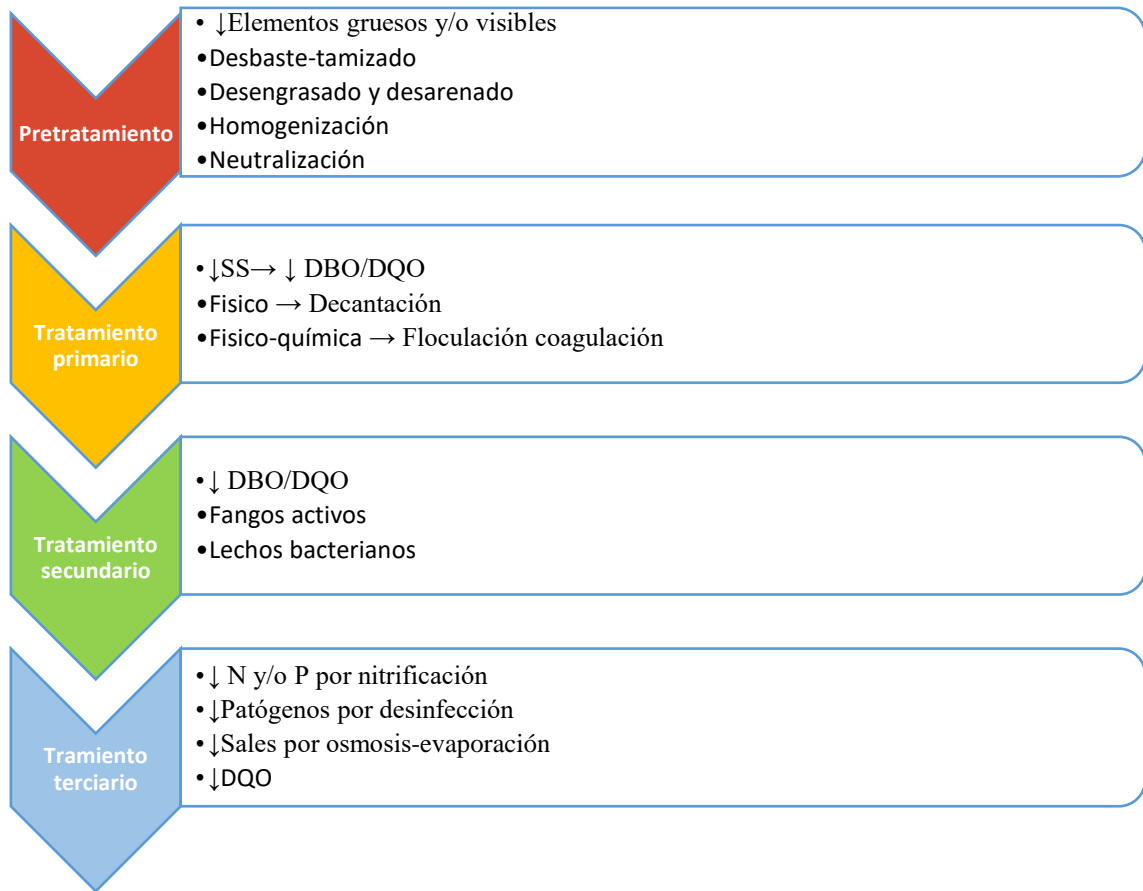 Pretratamiento
• ↓Elementos gruesos y/o visibles
•Desbaste-tamizado
•Desengrasado y desarenado
•Homogenización
•Neutralización
Tratamiento
primario
•↓SS→ ↓ DBO/DQO
•Fisico → Decantación
•Fisico-química → Floculación coagulación
Tratamiento
secundario
•↓ DBO/DQO
•Fangos activos
•Lechos bacterianos
Tramiento
terciario
•↓ N y/o P por nitrificación
•↓Patógenos por desinfección
•↓Sales por osmosis-evaporación
•↓DQO